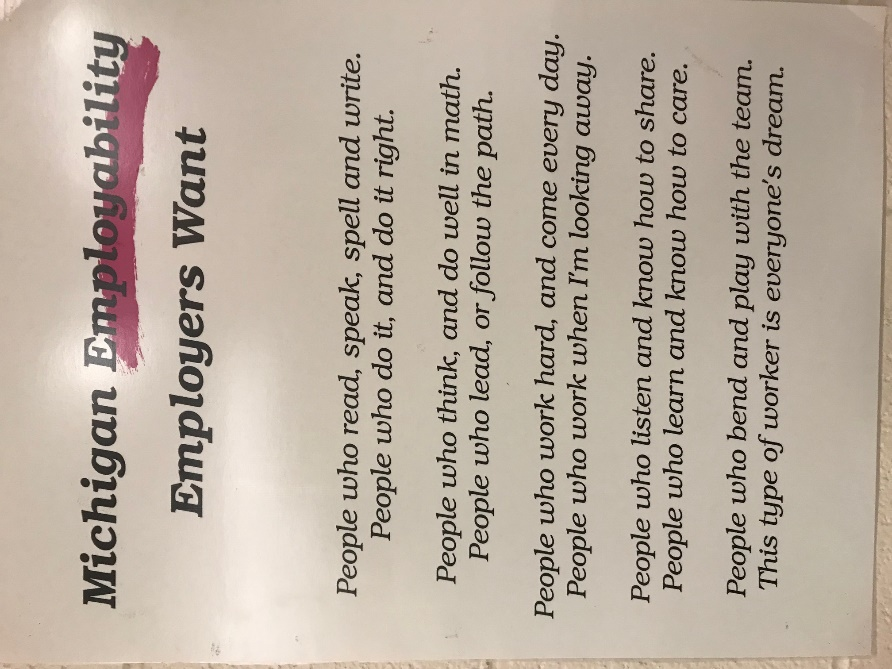 Michigan Employability
Employers Want
People who read, speak, spell and write.
People who do it, and do it right.
People who think, and do well in math.
People who lead, or follow the path.
People who work hard, and come every day.
People who work when I'm looking away.
People who listen and know how to share.
People who learn and know how to care.
People who bend and play with the team.
This type of worker is everyone's dream.